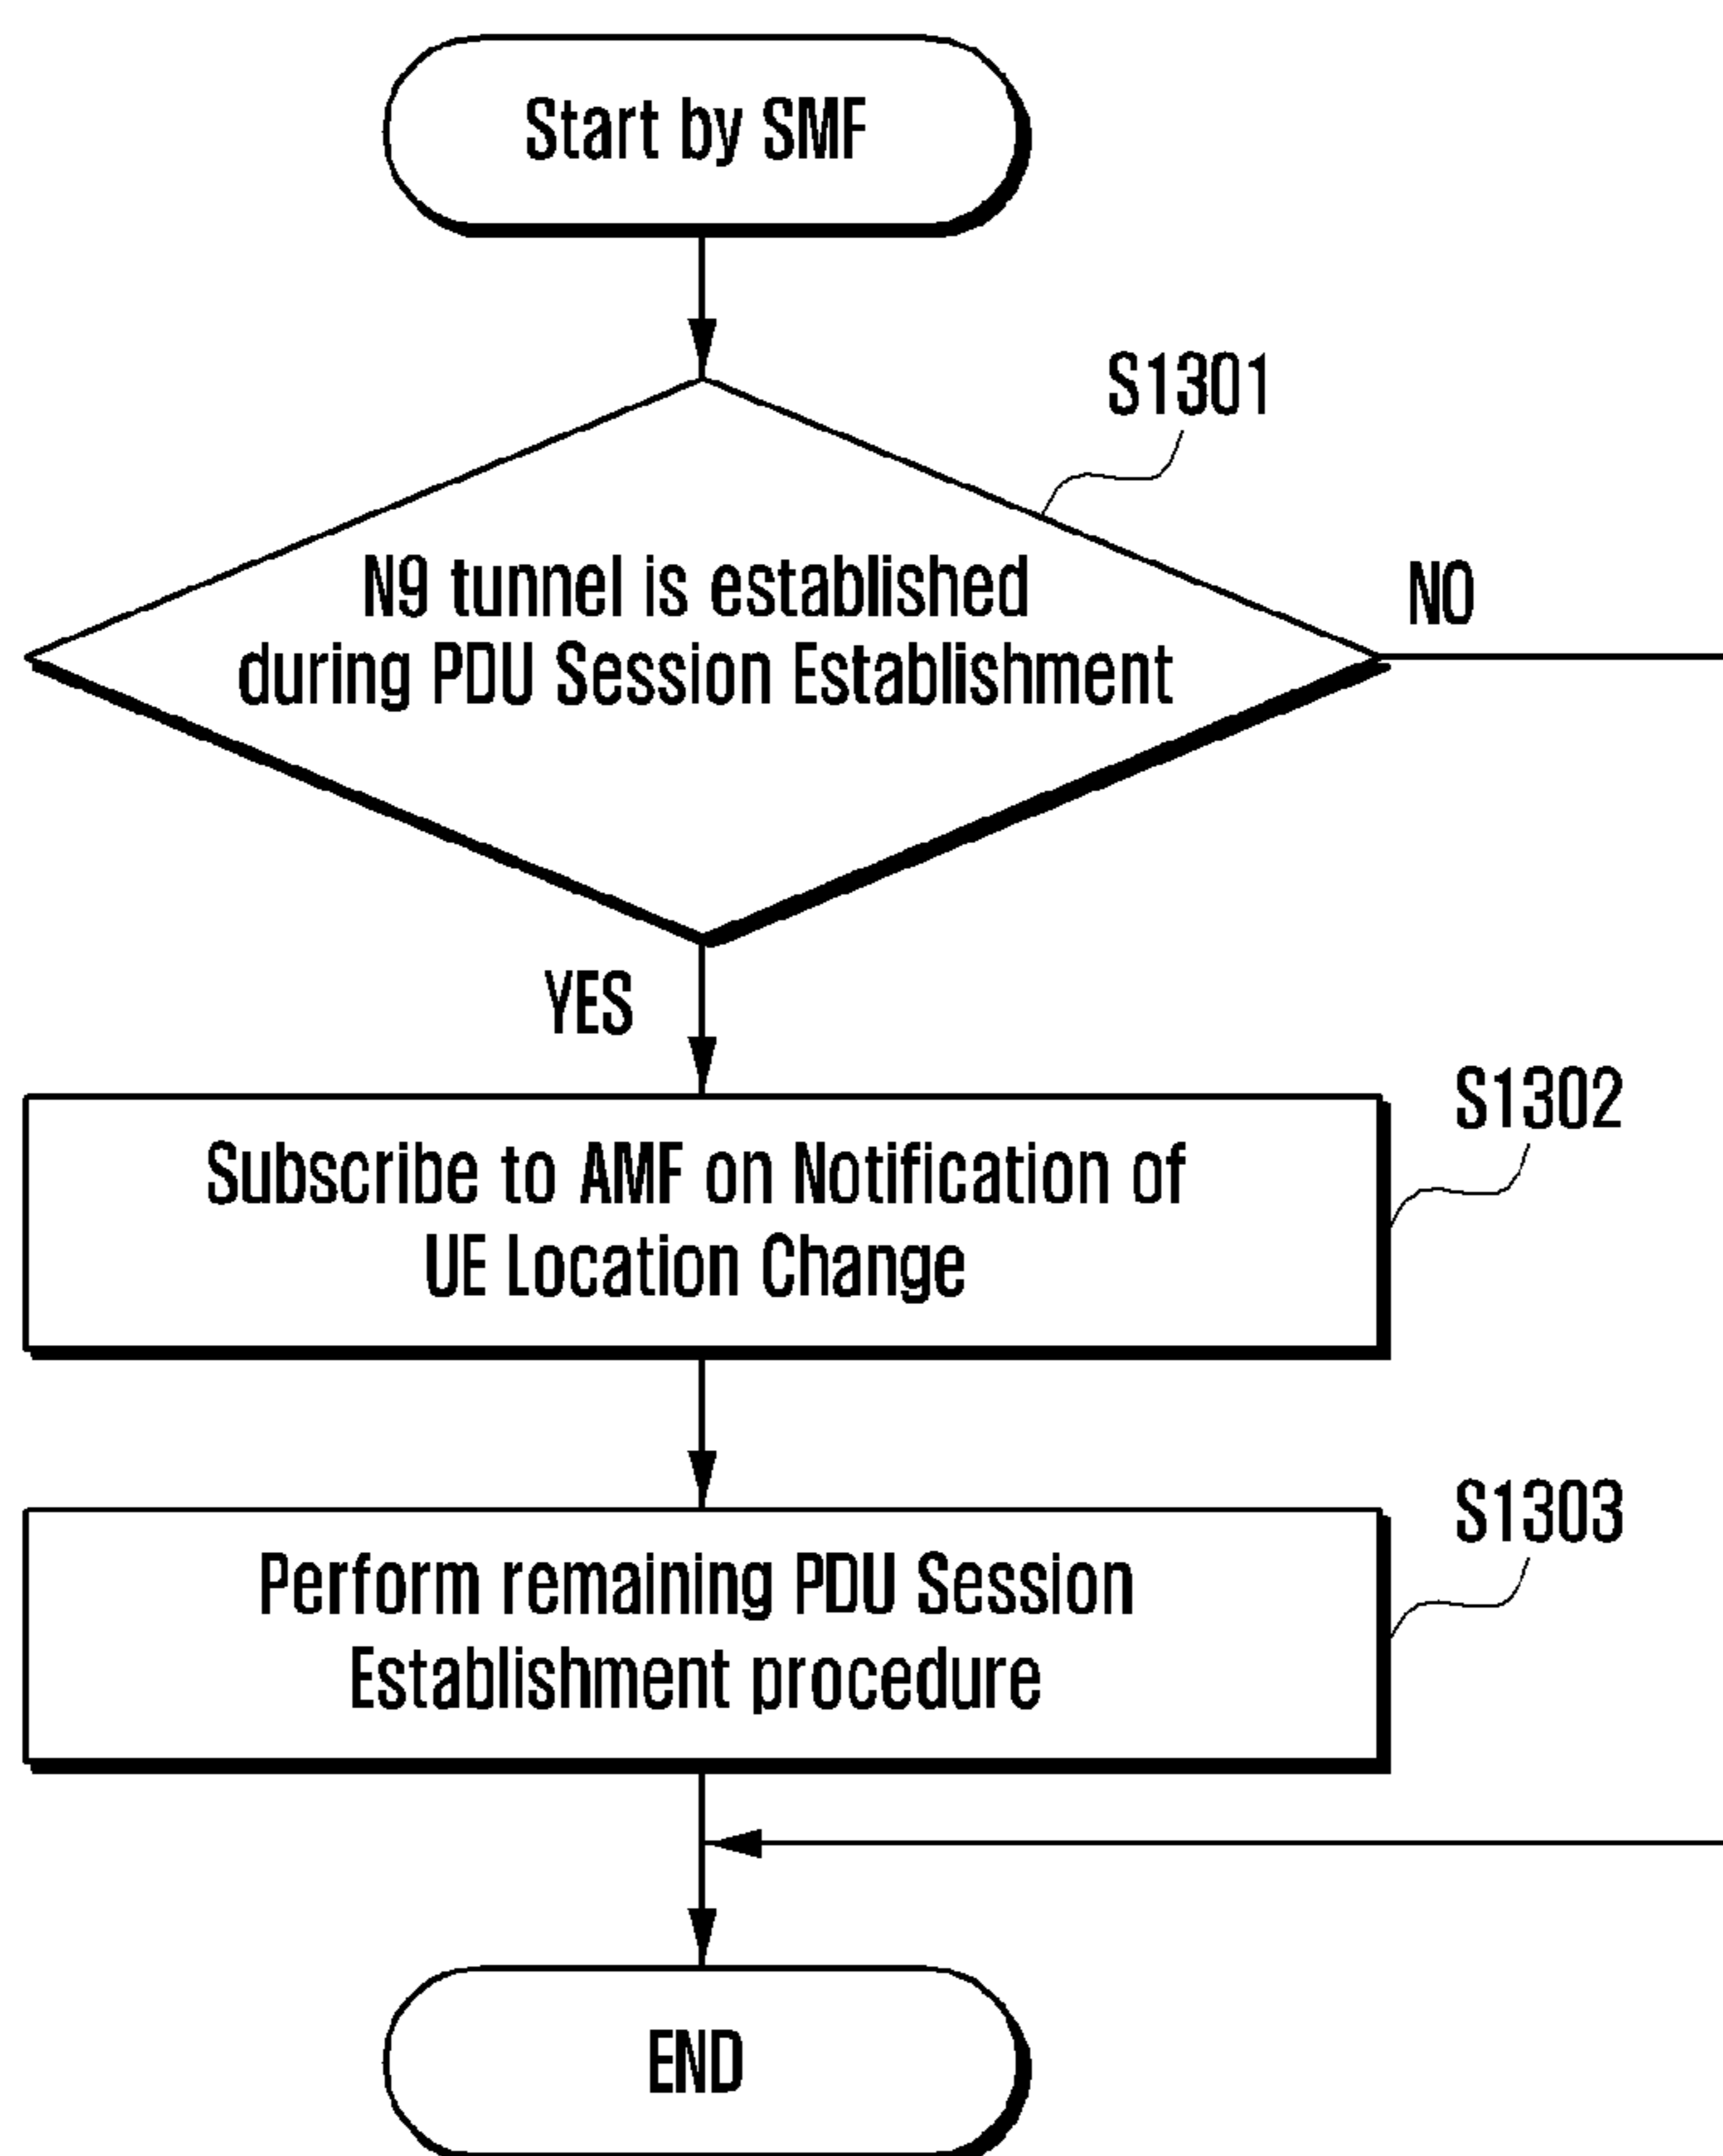 Start by SMF
S1301
N9 tunnel is established
during PDU Session Establishment
NO
YES
S1302
Subscribe to AMF on Notification of
UE Location Change
S1303
Perform remaining PDU Session
Establishment procedure
END